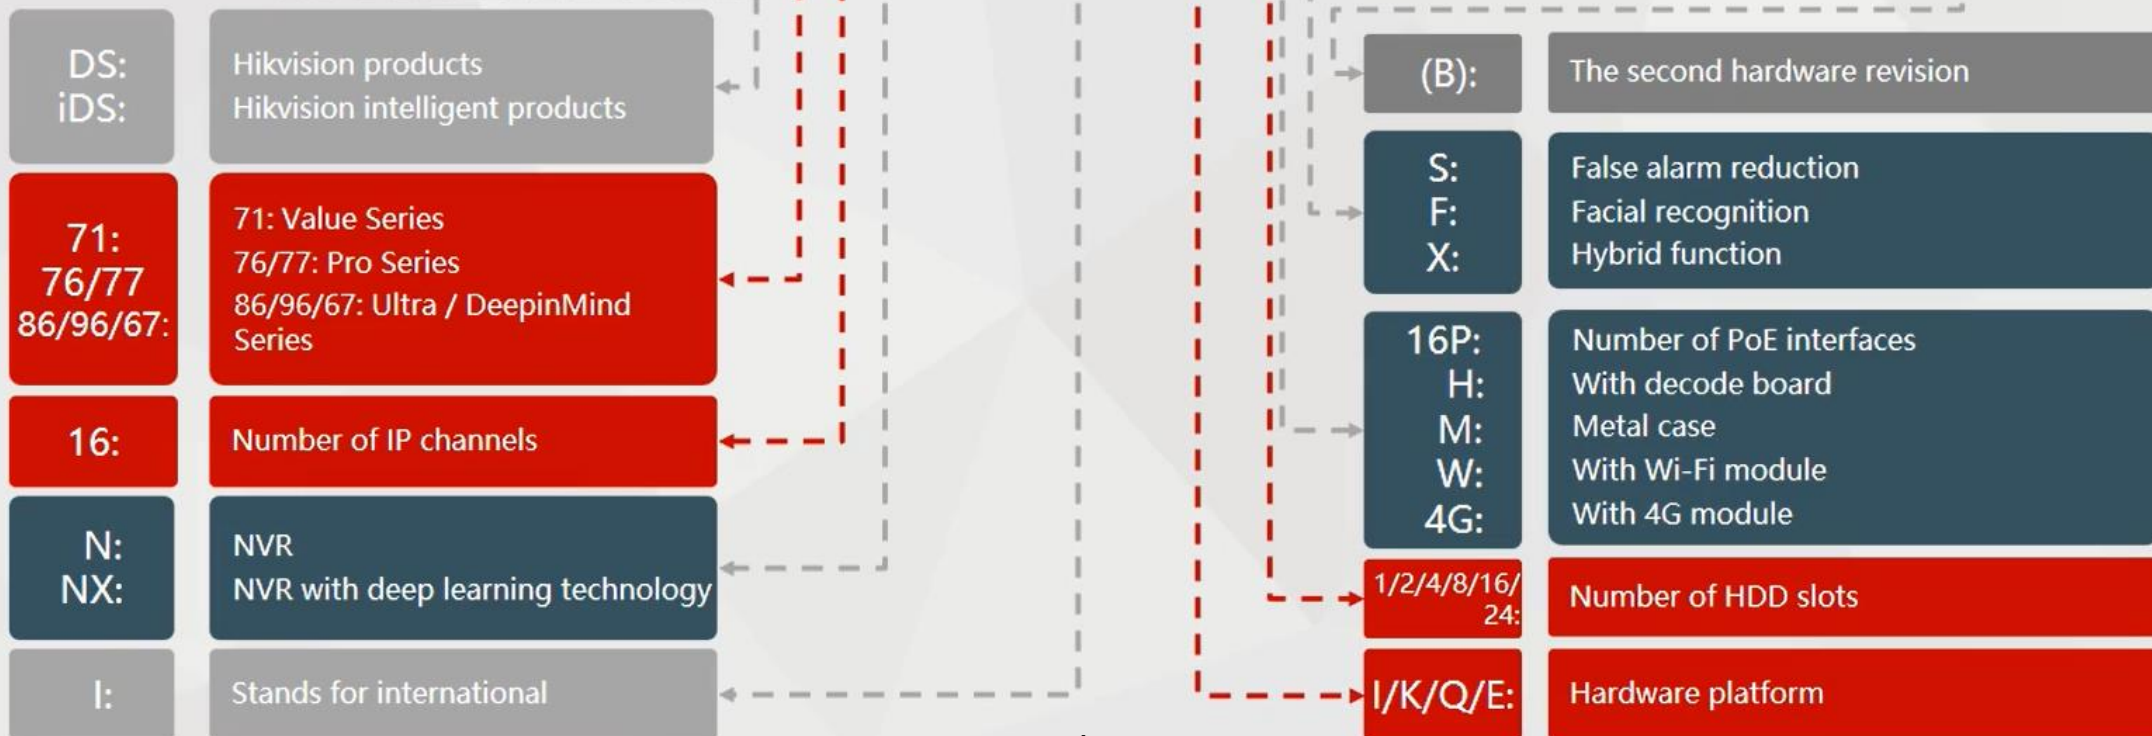 DS:
iDS:
Hikvision products
Hikvision intelligent products
71:
76/77
86/96/67:
71: Value Series
76/77: Pro Series
86/96/67: Ultra / DeepinMind
Series
16:
Number of IP channels
N:
NX:
NVR
NVR with deep learning technology
I:
Stands for international
(B):
The second hardware revision
S:
F:
X:
False alarm reduction
Facial recognition
Hybrid function
16P:
H:
M:
W:
4G:
Number of PoE interfaces
With decode board
Metal case
With Wi-Fi module
With 4G module
1/2/4/8/16/
24:
Number of HDD slots
I/K/Q/E:
Hardware platform